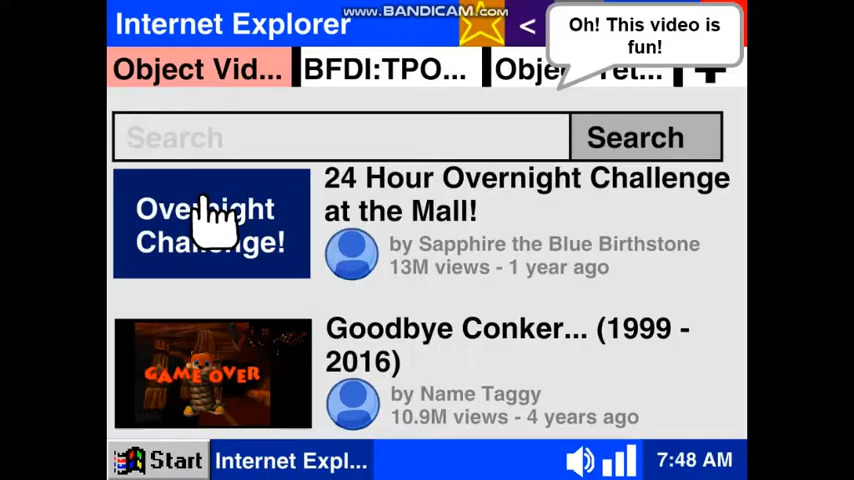 www.BANDICAM.com
Internet Explorer
<
Oh! This video is
fun!
Object Vid...
BFDI:TPO...
+
Search
Search
Overnight
Challenge!
24 Hour Overnight Challenge
at the Mall!
by Sapphire the Blue Birthstone
13M views - 1 year ago
GAME OVER
Goodbye Conker... (1999 -
2016)
by Name Taggy
10.9M views - 4 years ago
Start
Internet Expl...
7:48 AM